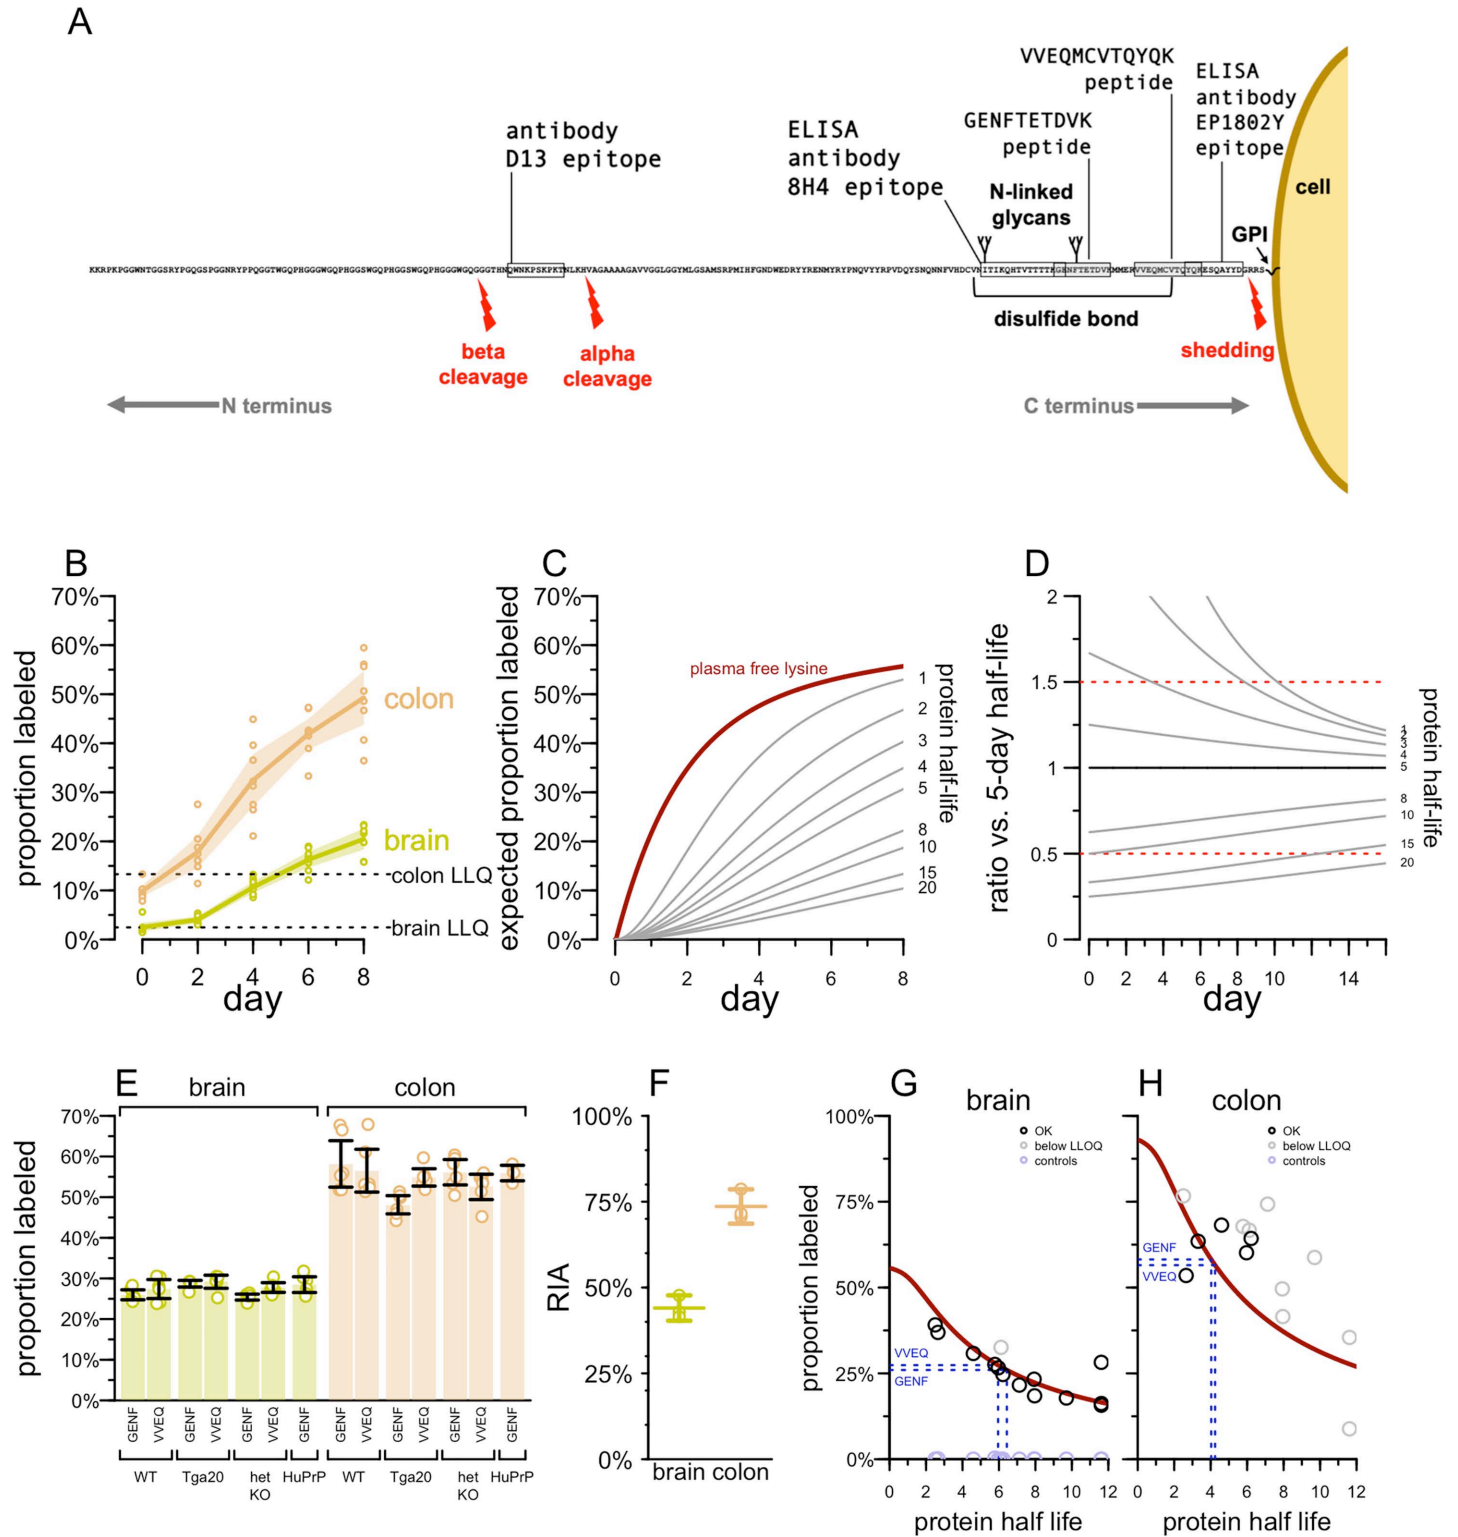 A
VVEQMCVTQYQK
peptide
ELISA
antibody
EP1802Y
epitope
GENFTETDVK
peptide
antibody
D13 epitope
ELISA
antibody
8H4 epitope
N-linked
glycans
cell
GPI
disulfide bond
beta
cleavage
alpha
cleavage
shedding
N terminus
C terminus
B
proportion labeled
70%
60%
50%
40%
30%
20%
10%
0%
colon
brain
colon LLQ
brain LLQ
0 2 4 6 8
day
C
expected proportion labeled
70%
60%
50%
40%
30%
20%
10%
0%
plasma free lysine
1
2
3
4
5
8
10
15
20
protein half-life
0 2 4 6 8
day
D
ratio vs. 5-day half-life
2
1.5
1
0.5
0
1
2
3
4
5
8
10
15
20
protein half-life
0 2 4 6 8 10 14
day
E
brain colon
proportion labeled
70%
60%
50%
40%
30%
20%
10%
0%
GENF VVEQ GENF VVEQ GENF VVEQ GENF GENF VVEQ GENF VVEQ GENF VVEQ GENF
WT Tga20 het KO HuPrP WT Tga20 het KO HuPrP
F
RIA
100%
75%
50%
25%
0%
brain colon
G
brain
OK
below LLOQ
controls
proportion labeled
100%
75%
50%
25%
0%
VVEQ
GENF
0 2 4 6 8 10 12
protein half life
H
colon
OK
below LLOQ
controls
GENF
VVEQ
0 2 4 6 8 10 12
protein half life